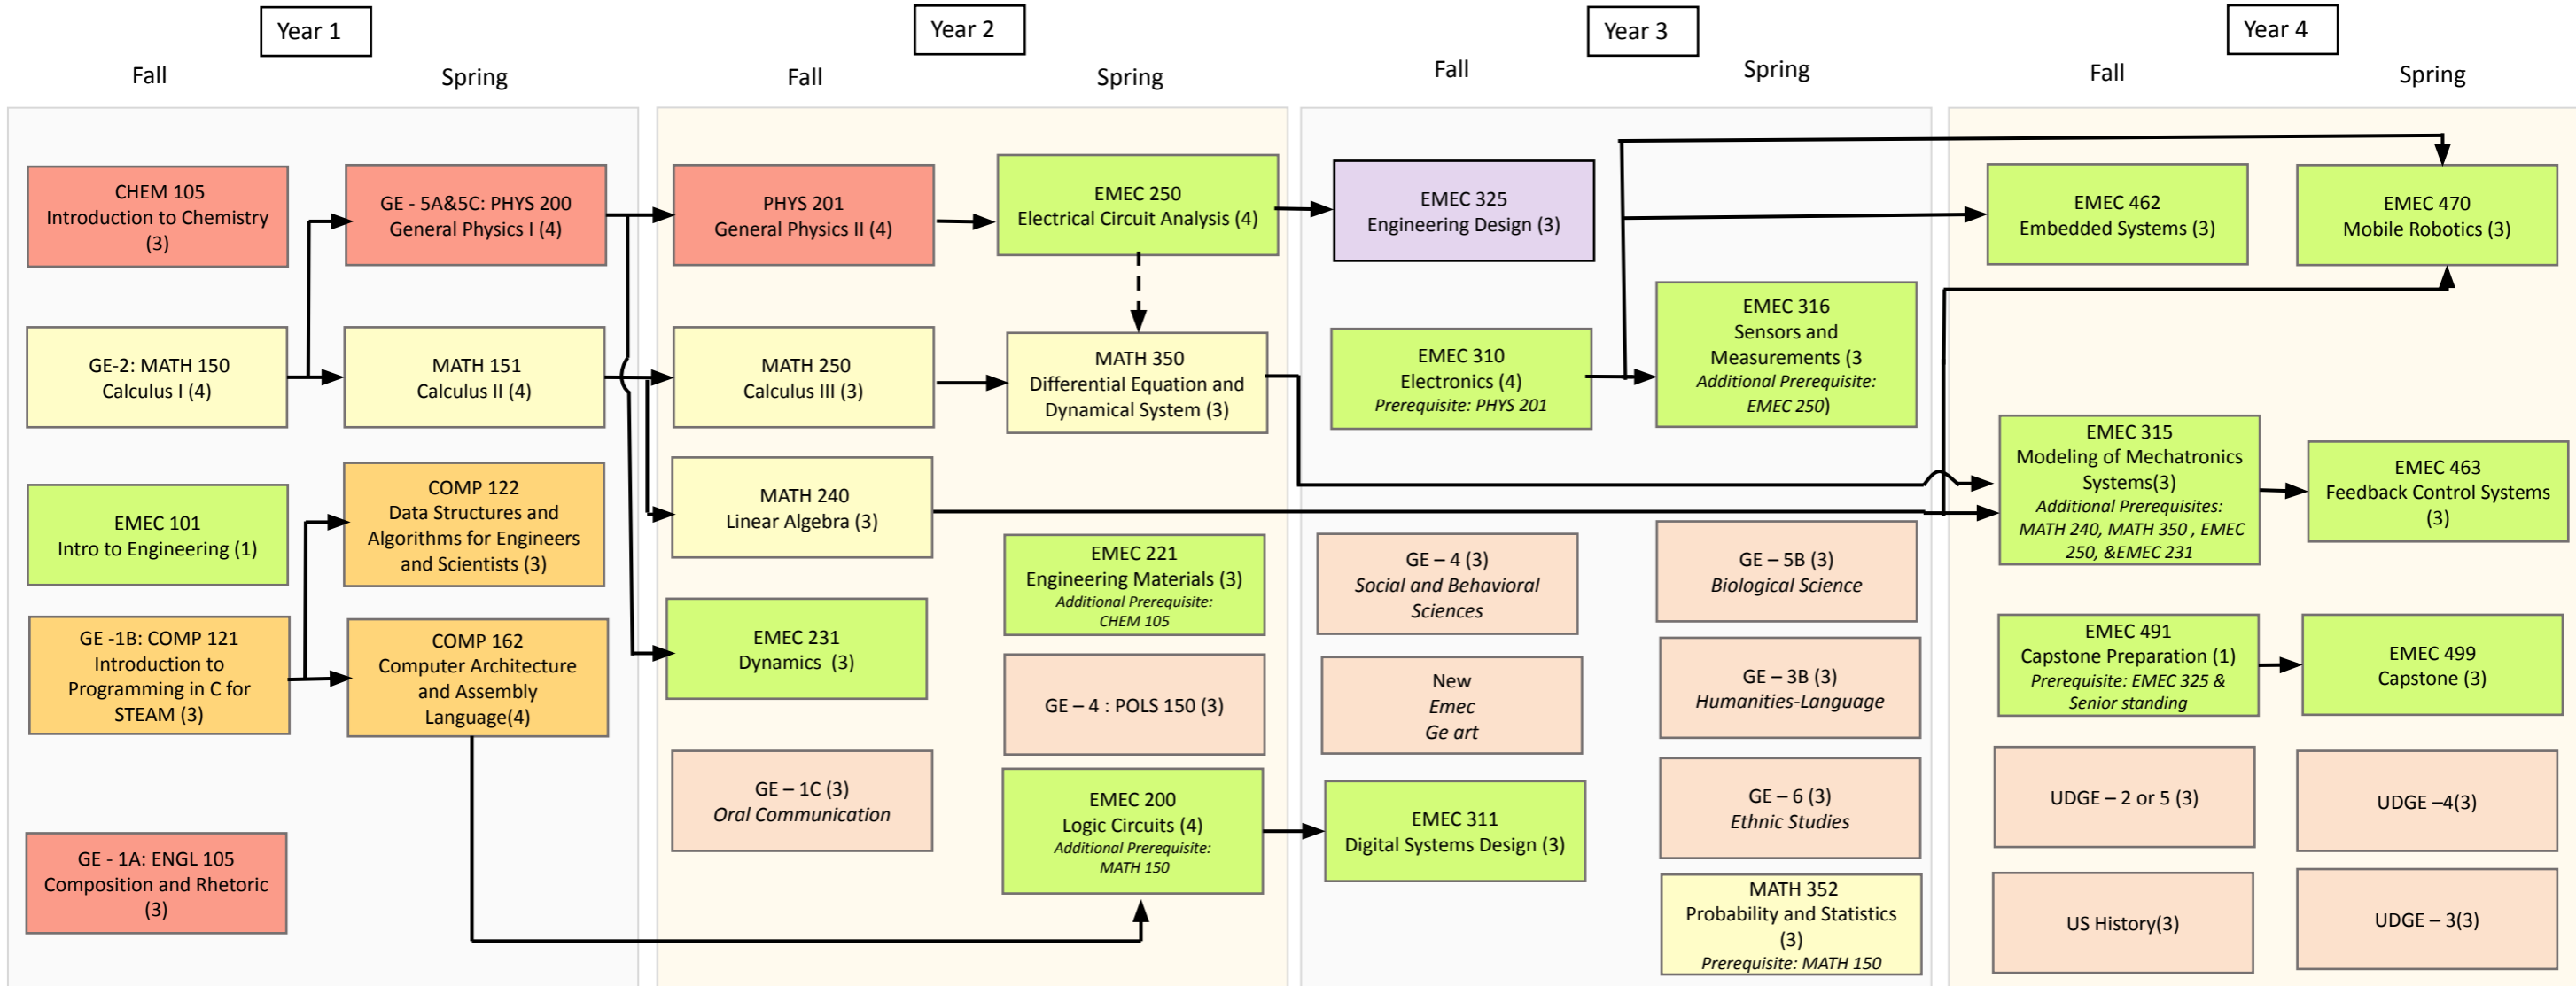 Year 1
Year 2
Year 3
Year 4
Fall
Spring
Fall
Spring
Fall
Spring
Fall
Spring
CHEM 105
Introduction to Chemistry
(3)
GE-2: MATH 150
Calculus I (4)
EMEC 101
Intro to Engineering (1)
GE -1B: COMP 121
Introduction to
Programming in C for
STEAM (3)
GE - 1A: ENGL 105
Composition and Rhetoric
(3)
GE - 5A&5C: PHYS 200
General Physics I (4)
MATH 151
Calculus II (4)
COMP 122
Data Structures and
Algorithms for Engineers
and Scientists (3)
COMP 162
Computer Architecture
and Assembly
Language(4)
PHYS 201
General Physics II (4)
MATH 250
Calculus III (3)
MATH 240
Linear Algebra (3)
EMEC 231
Dynamics  (3)
GE – 1C (3)
Oral Communication
EMEC 250
Electrical Circuit Analysis (4)
MATH 350
Differential Equation and
Dynamical System (3)
EMEC 221
Engineering Materials (3)
Additional Prerequisite:
CHEM 105
GE – 4 : POLS 150 (3)
EMEC 200
Logic Circuits (4)
Additional Prerequisite:
MATH 150
EMEC 325
Engineering Design (3)
EMEC 310
Electronics (4)
Prerequisite: PHYS 201
GE – 4 (3)
Social and Behavioral
Sciences
New
Emec
Ge art
EMEC 311
Digital Systems Design (3)
EMEC 316
Sensors and
Measurements (3
Additional Prerequisite:
EMEC 250)
GE – 5B (3)
Biological Science
GE – 3B (3)
Humanities-Language
GE – 6 (3)
Ethnic Studies
MATH 352
Probability and Statistics
(3)
Prerequisite: MATH 150
EMEC 462
Embedded Systems (3)
EMEC 315
Modeling of Mechatronics
Systems(3)
Additional Prerequisites:
MATH 240, MATH 350 , EMEC
250, &EMEC 231
EMEC 491
Capstone Preparation (1)
Prerequisite: EMEC 325 &
Senior standing
UDGE – 2 or 5 (3)
US History(3)
EMEC 470
Mobile Robotics (3)
EMEC 463
Feedback Control Systems
(3)
EMEC 499
Capstone (3)
UDGE –4(3)
UDGE – 3(3)